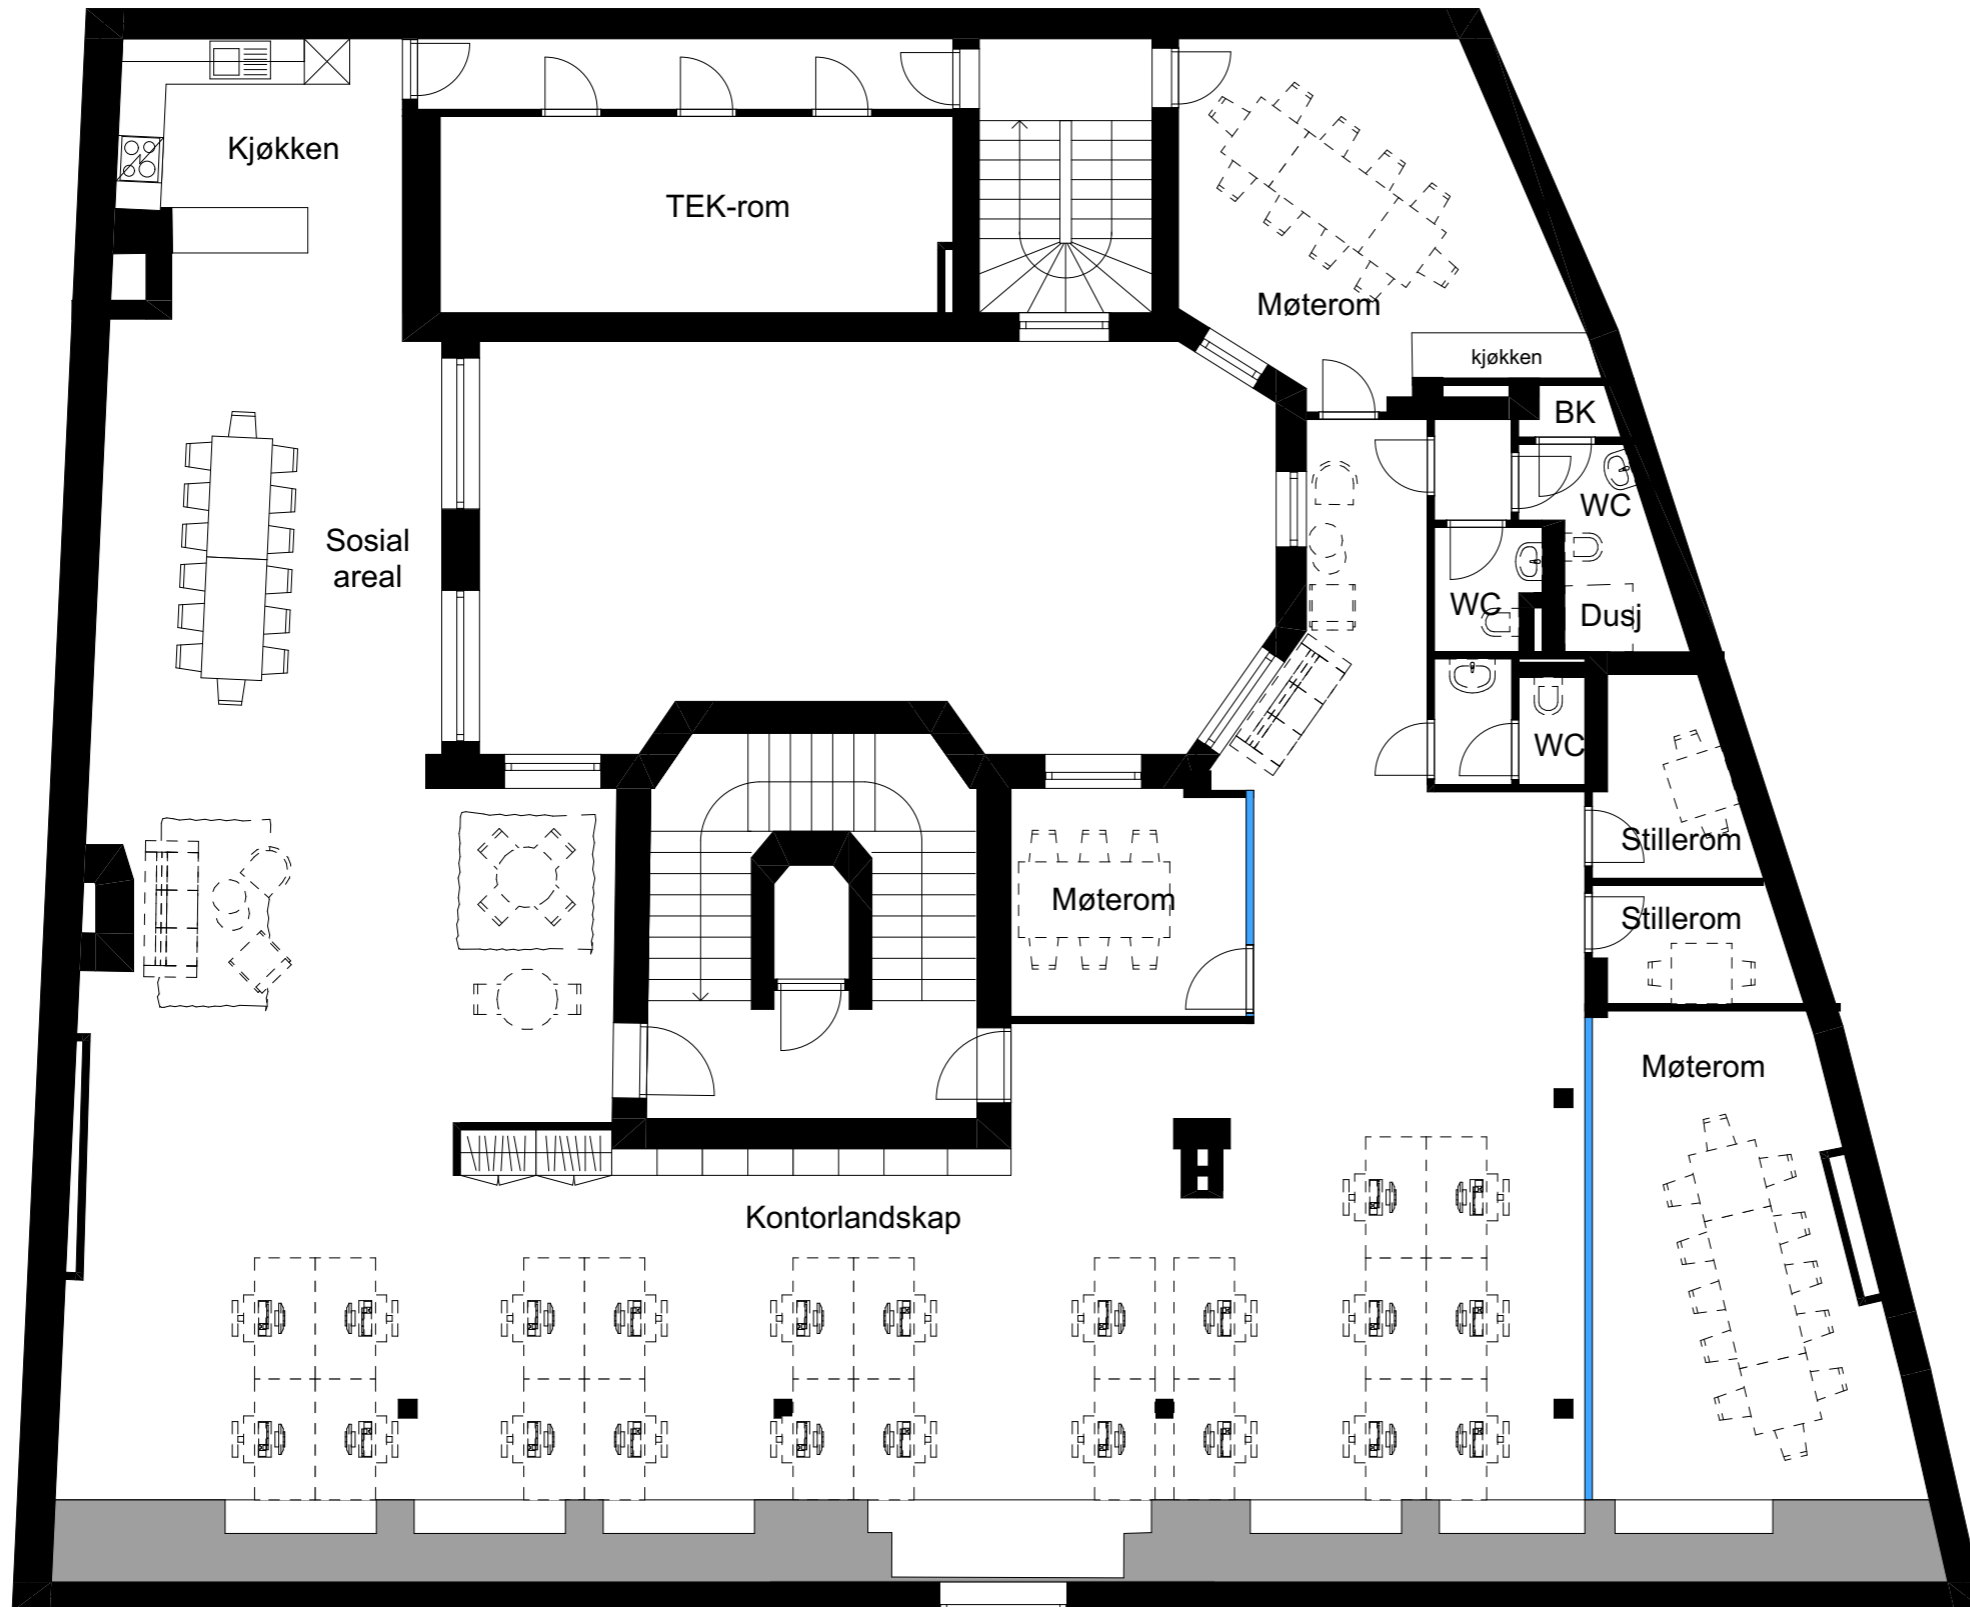 Kjøkken
TEK-rom
Møterom
kjøkken
BK
WC
Sosial
areal
WC
Dusj
WC
Stillerom
Møterom
Stillerom
Møterom
Kontorlandskap